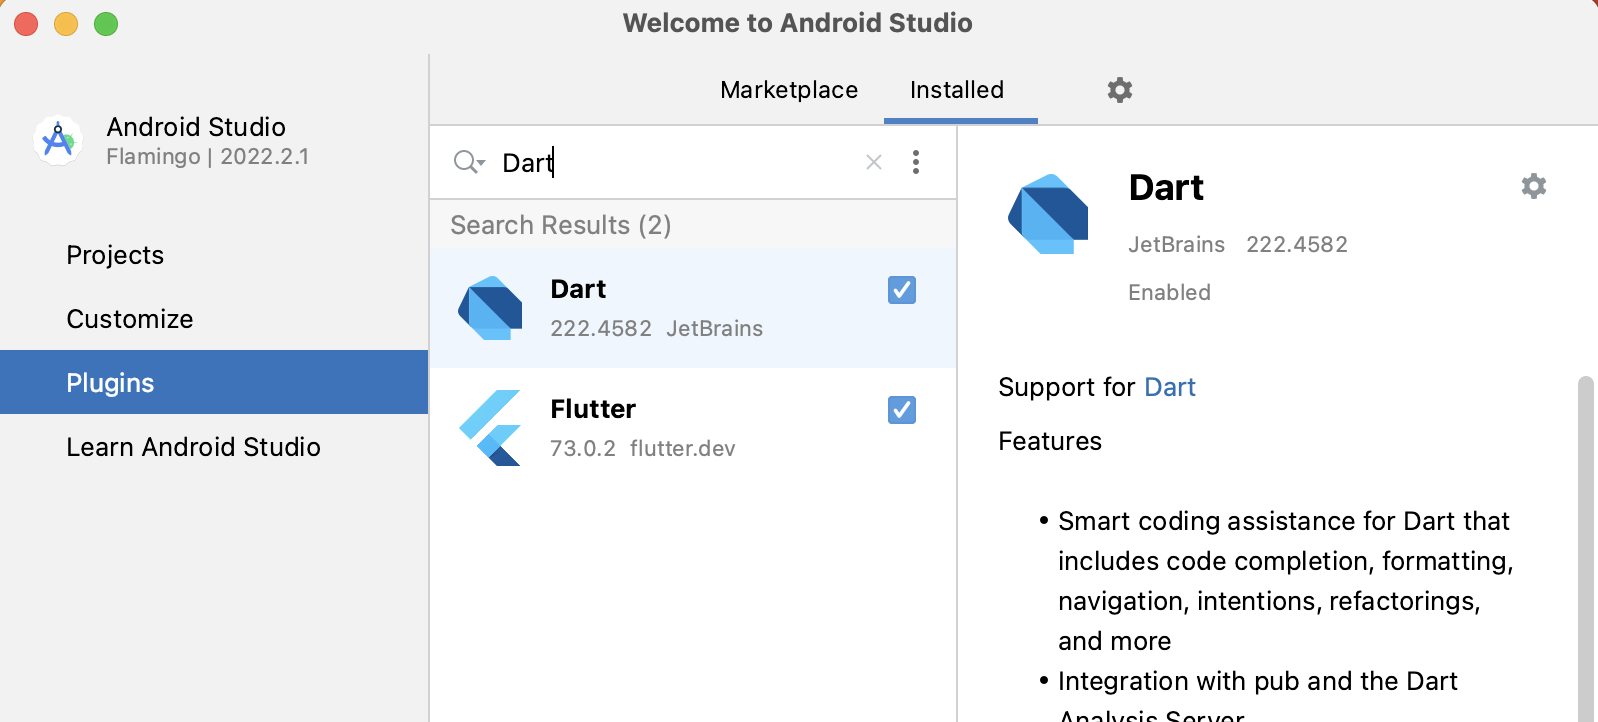 Welcome to Android Studio
Android Studio
Flamingo | 2022.2.1
Projects
Customize
Plugins
Learn Android Studio
Marketplace
Installed
Dart
Search Results (2)
Dart
222.4582 JetBrains
Flutter
73.0.2 flutter.dev
Dart
JetBrains 222.4582
Enabled
Support for Dart
Features
• Smart coding assistance for Dart that
includes code completion, formatting,
navigation, intentions, refactorings,
and more
• Integration with pub and the Dart
Analysis Server